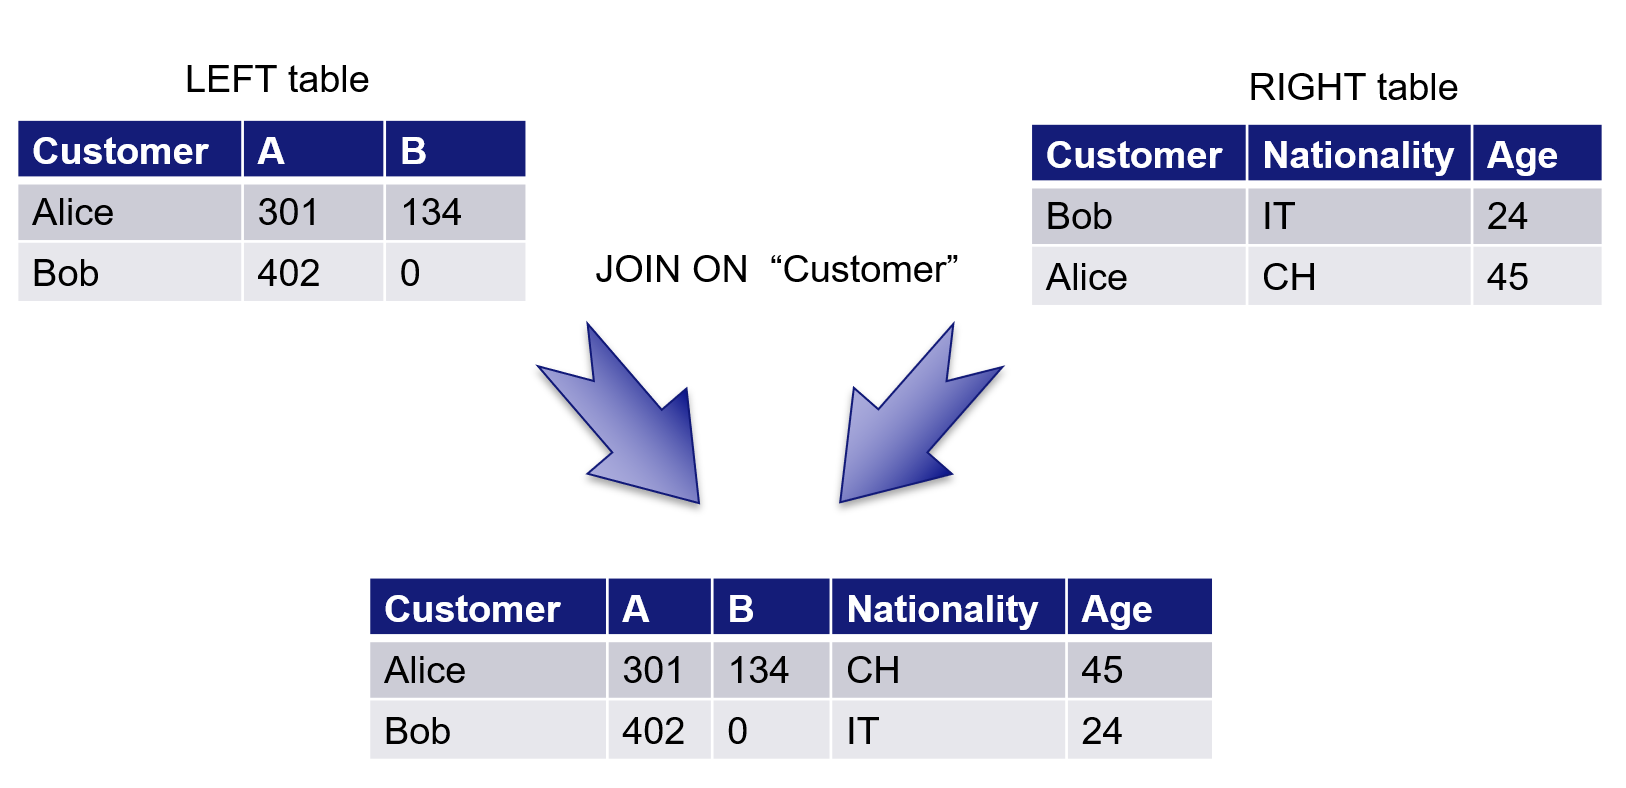 LEFT table
Customer A B
Alice 301 134
Bob 402 0
RIGHT table
Customer Nationality Age
Bob IT 24
Alice CH 45
JOIN ON “Customer”
Customer A B Nationality Age
Alice 301 134 CH 45
Bob 402 0 IT 24